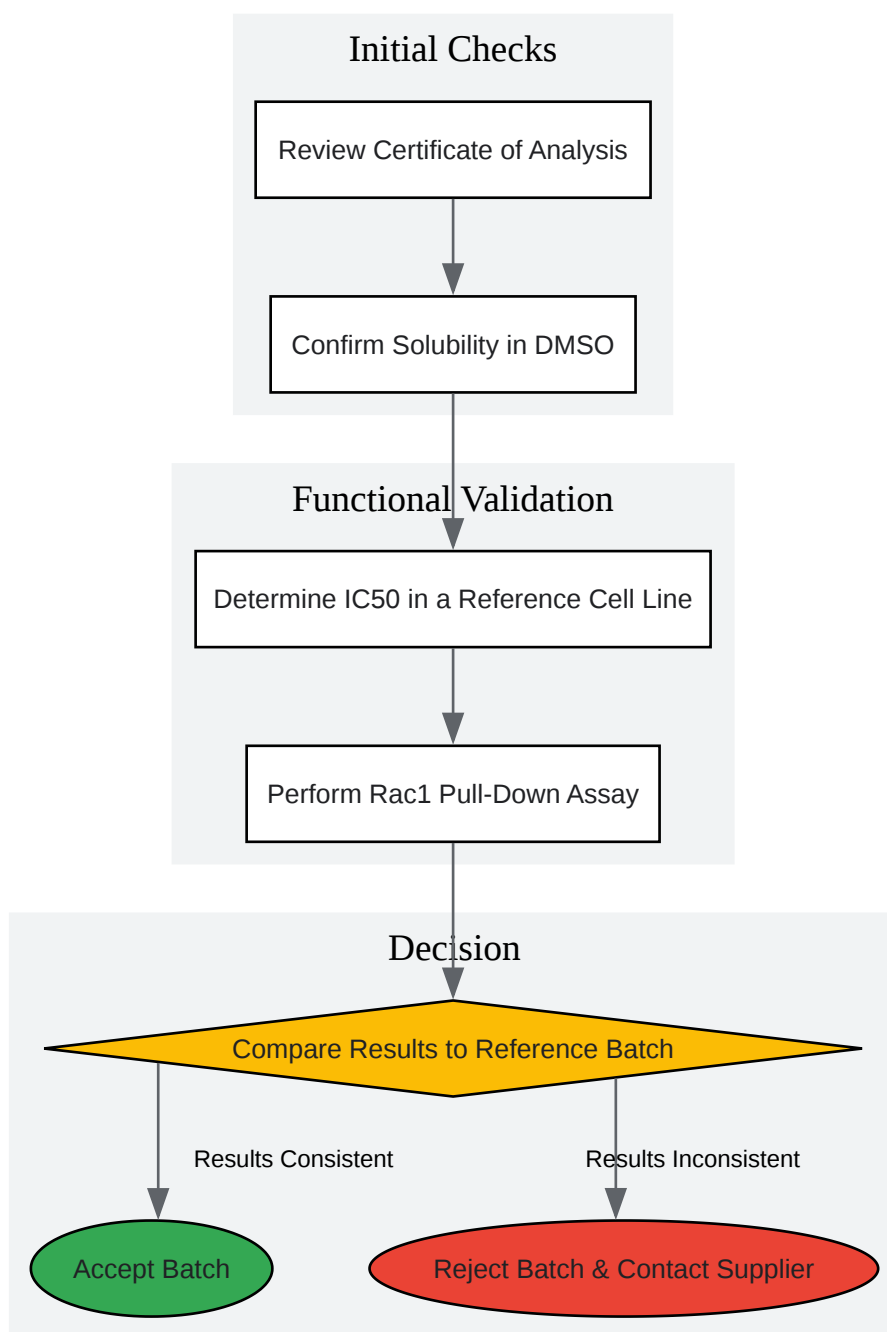 Initial Checks
Review Certificate of Analysis
Confirm Solubility in DMSO
Functional Validation
Determine IC50 in a Reference Cell Line
Perform Rac1 Pull-Down Assay
Decision
Compare Results to Reference Batch
Results Consistent
Results Inconsistent
Accept Batch
Reject Batch & Contact Supplier